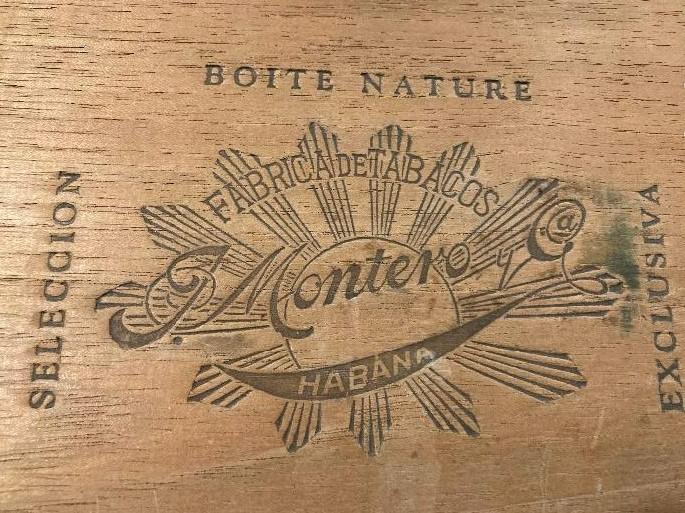 BOITE NATURE
SELECCION
FABRICA DE TABACOS
J. Montero y Ca
HABANA
EXCLUSIVA